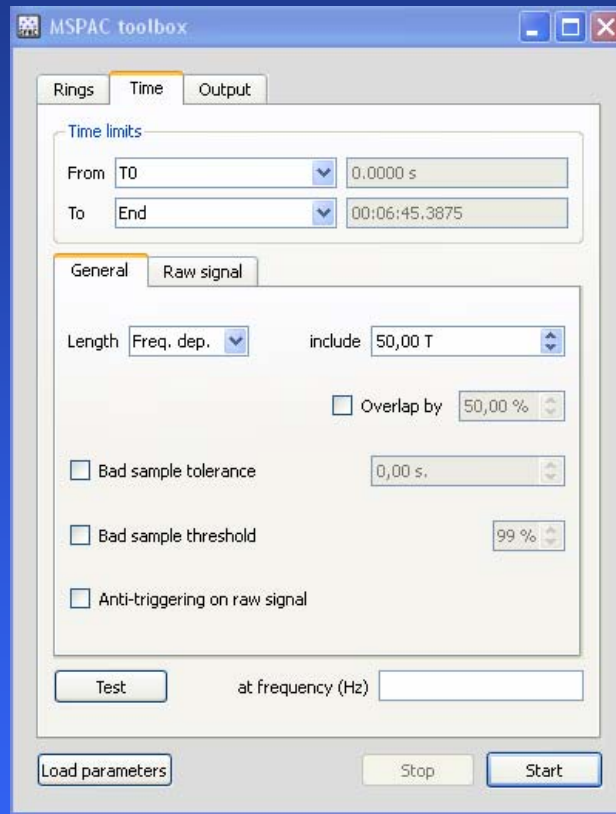 MSPAC toolbox
Rings Time Output
Time limits
From T0 0.0000 s
To End 00:06:45.3875
General Raw signal
Length Freq. dep. include 50,00 T
Overlap by 50,00 %
Bad sample tolerance 0,00 s.
Bad sample threshold 99 %
Anti-triggering on raw signal
Test at frequency (Hz)
Load parameters Stop Start